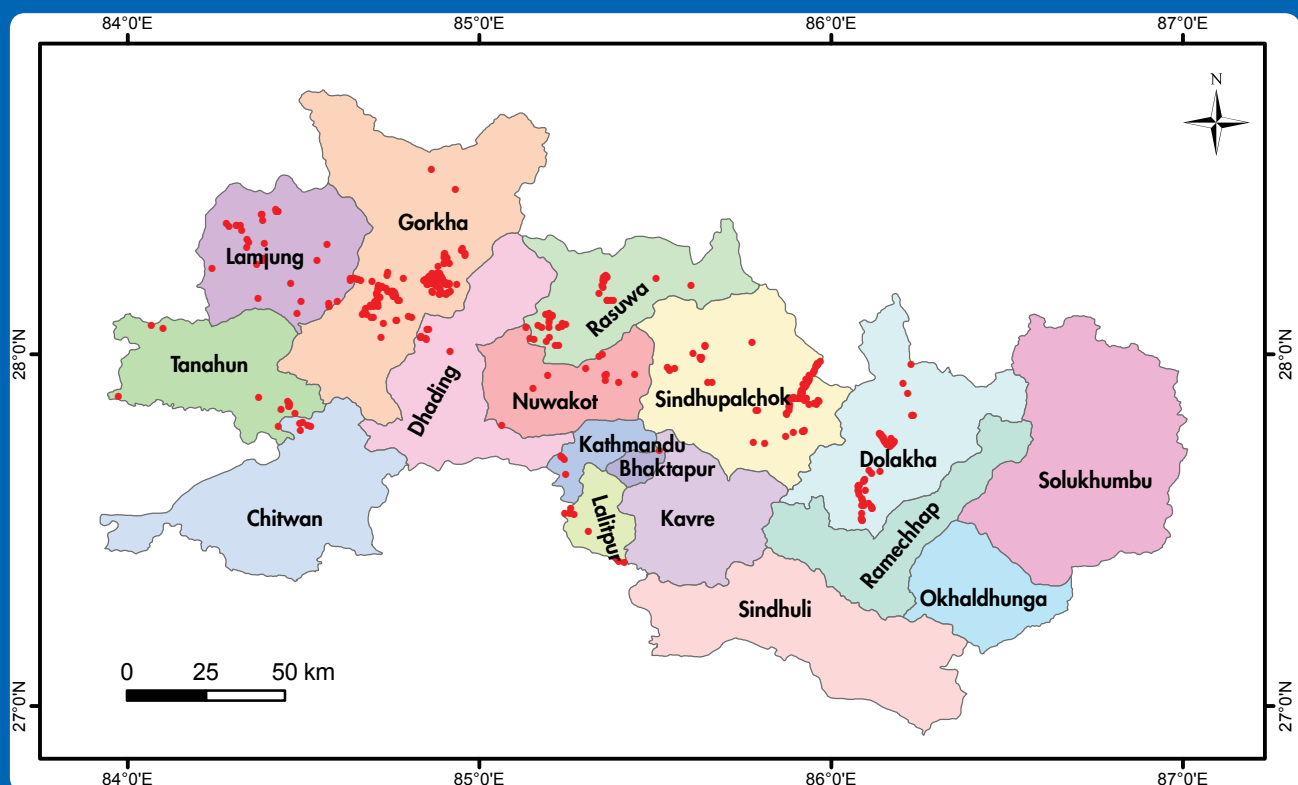 84°0'E 85°0'E 86°0'E 87°0'E
N
Gorkha
Lamjung
Rasuwa
28°0'N 28°0'N
Tanahun
Dhading
Nuwakot
Sindhupalchok
Kathmandu
Bhaktapur
Dolakha
Solukhumbu
Chitwan
Lalitpur
Kavre
Ramechhap
Okhaldhunga
Sindhuli
0 25 50 km
27°0'N 27°0'N
84°0'E 85°0'E 86°0'E 87°0'E